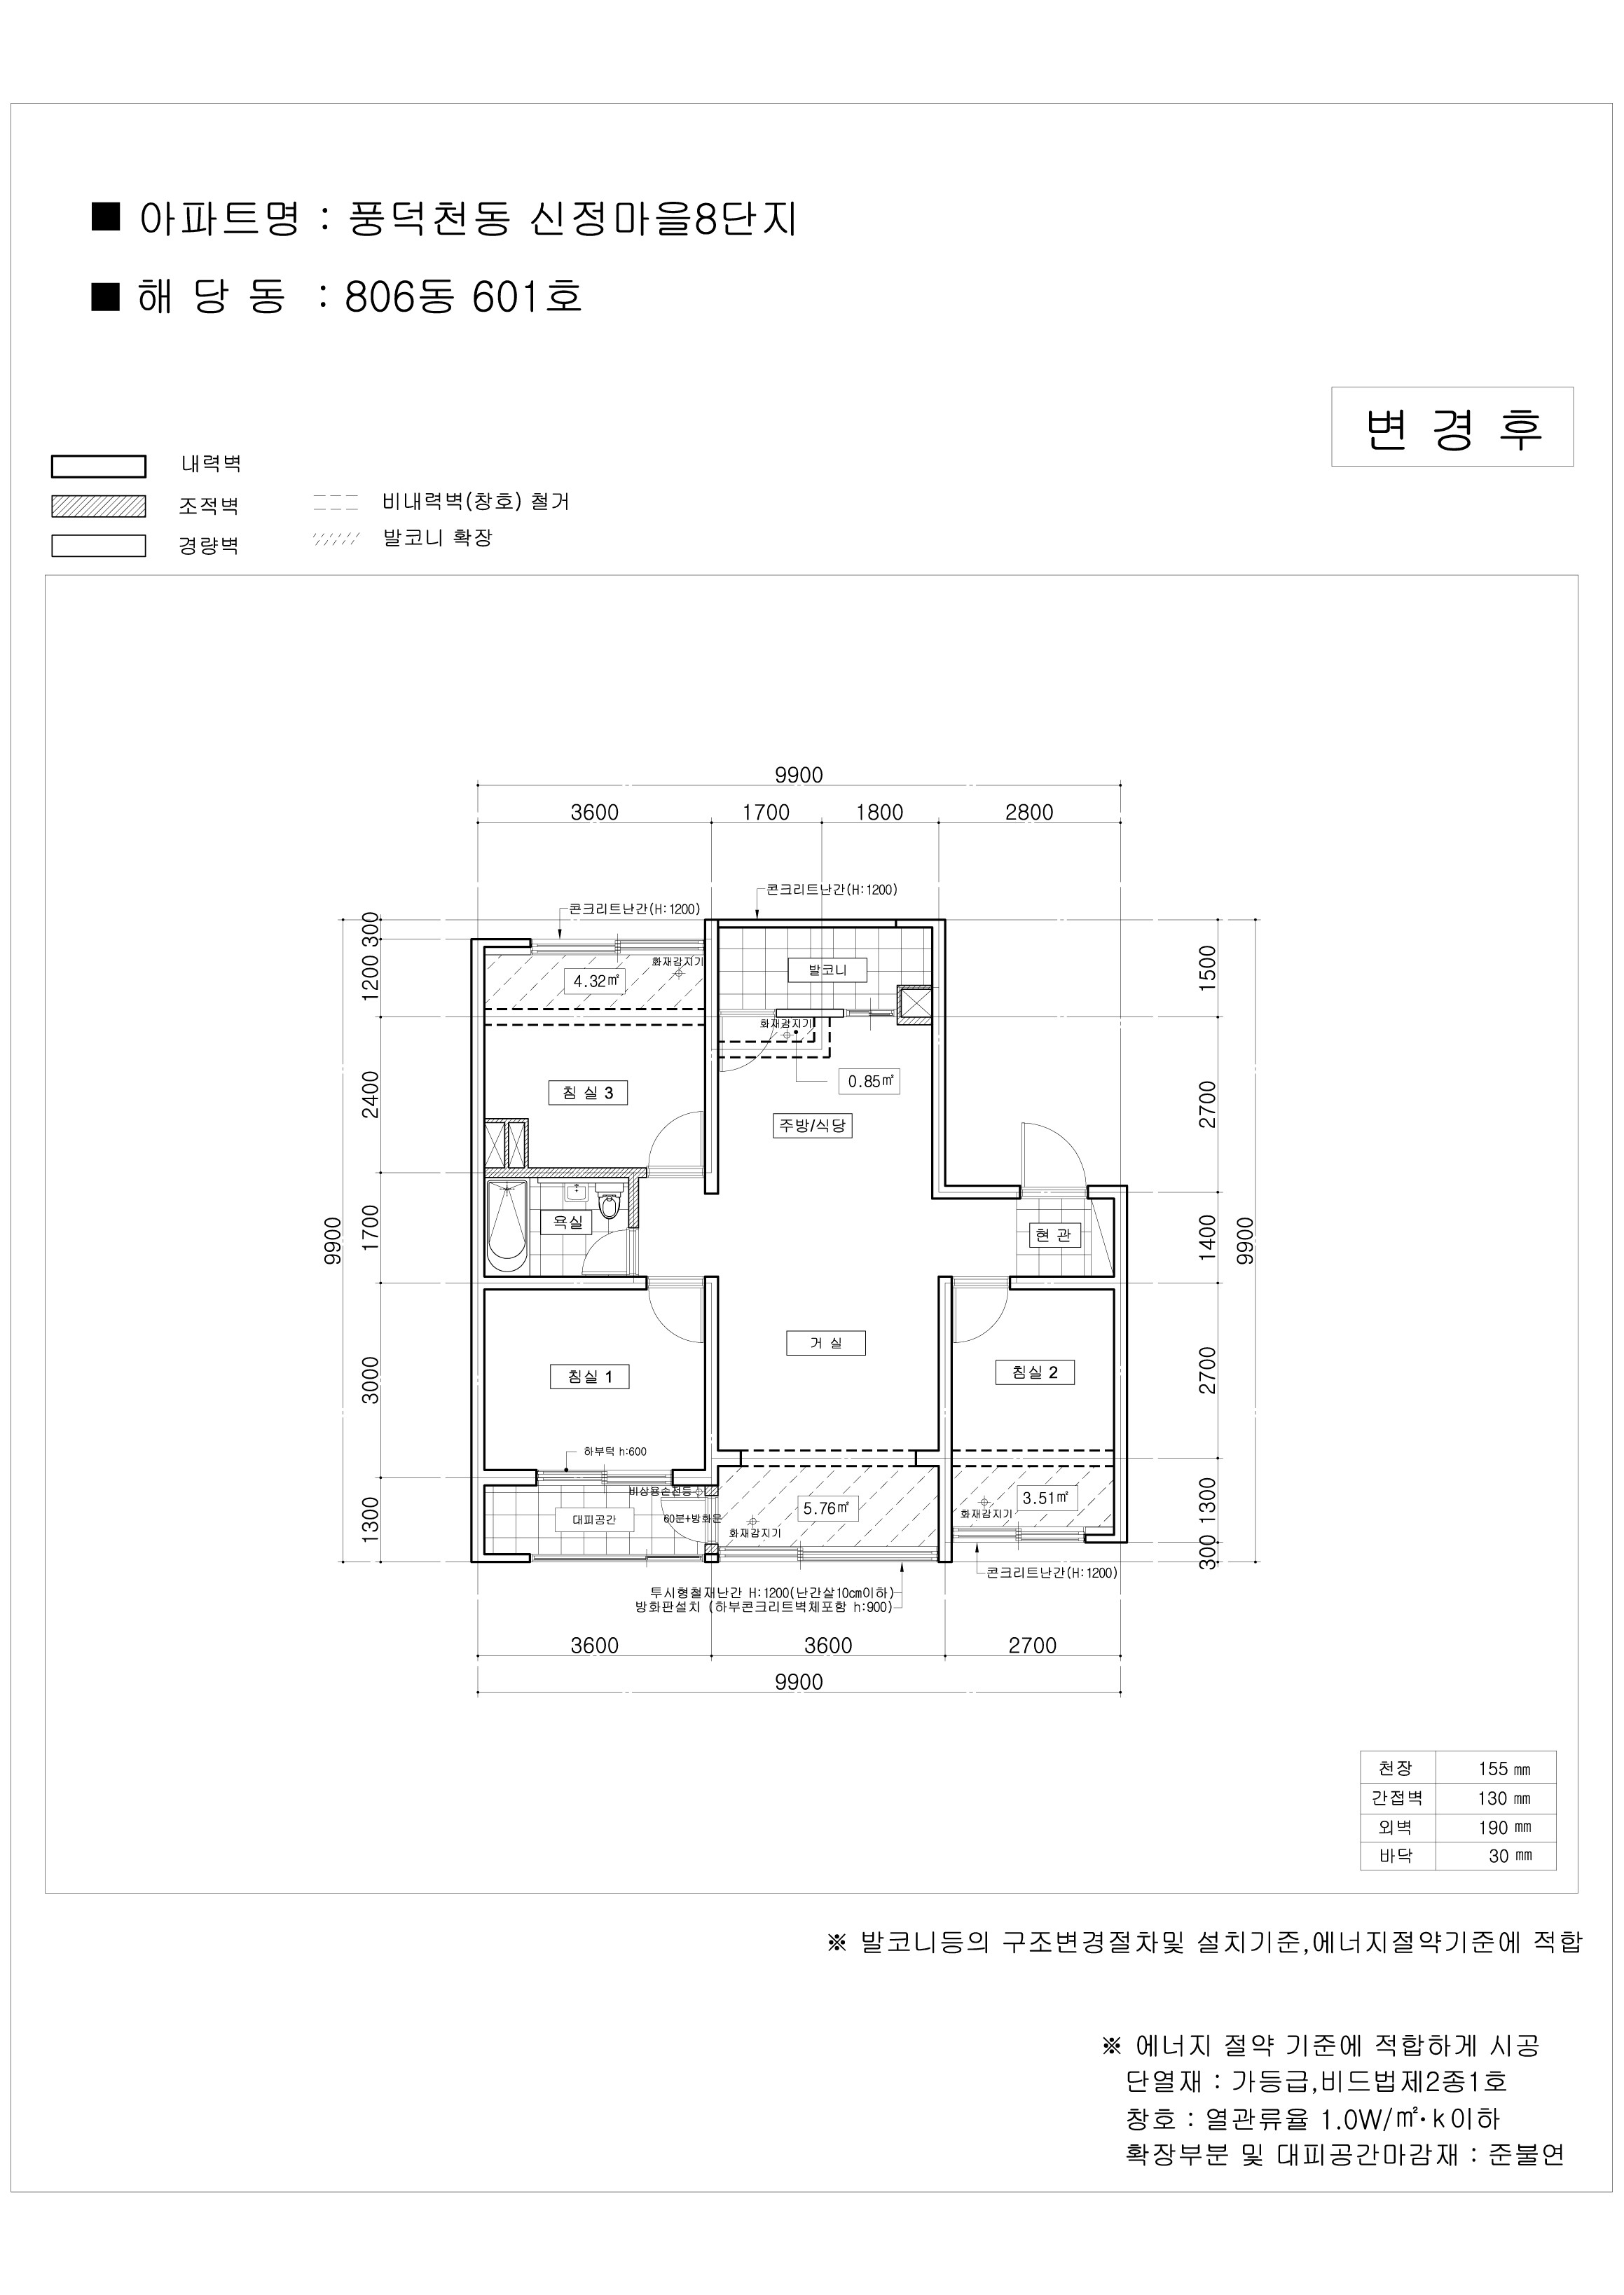 ■ 아파트명 : 풍덕천동 신정마을8단지
■ 해 당 동 : 806동 601호
변 경 후
내력벽
조적벽
경량벽
비내력벽(창호) 철거
발코니 확장
9900
3600 1700 1800 2800
콘크리트난간(H:1200)
콘크리트난간(H:1200)
9900
300
1200
2400
1700
3000
1300
1500
2700
1400
2700
1300
300
9900
화재감지기
4.32㎡
발코니
화재감지기
0.85㎡
침 실 3
주방/식당
욕실
현 관
거 실
침실 1
침실 2
하부턱 h:600
비상용손전등
대피공간
60분+방화문
5.76㎡
화재감지기
3.51㎡
화재감지기
콘크리트난간(H:1200)
투시형철재난간 H:1200(난간살10cm이하)
방화판설치 (하부콘크리트벽체포함 h:900)
3600 3600 2700
9900
천장 155 ㎜
간접벽 130 ㎜
외벽 190 ㎜
바닥 30 ㎜
※ 발코니등의 구조변경절차및 설치기준,에너지절약기준에 적합
※ 에너지 절약 기준에 적합하게 시공
단열재 : 가등급,비드법제2종1호
창호 : 열관류율 1.0W/㎡·k이하
확장부분 및 대피공간마감재 : 준불연